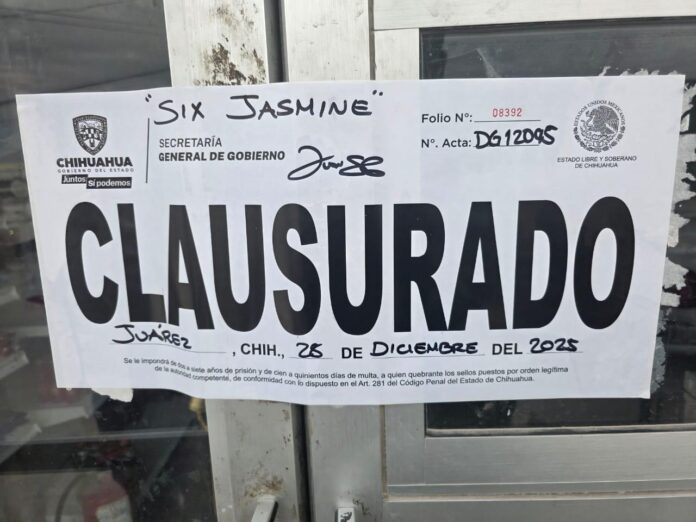 "SIX JASMINE"
CHIHUAHUA
GOBIERNO DEL ESTADO
Juntos Sí podemos
SECRETARÍA
GENERAL DE GOBIERNO
Folio N°: 08392
N°. Acta: DG12095
ESTADOS UNIDOS MEXICANOS
ESTADO LIBRE Y SOBERANO
DE CHIHUAHUA
CLAUSURADO
JUÁREZ, CHIH., 28 DE DICIEMBRE DEL 2025
Se le impondrá de dos a siete años de prisión y de cien a quinientos días de multa, a quien quebrante los sellos puestos por orden legítima
de la autoridad competente, de conformidad con lo dispuesto en el Art. 281 del Código Penal del Estado de Chihuahua.